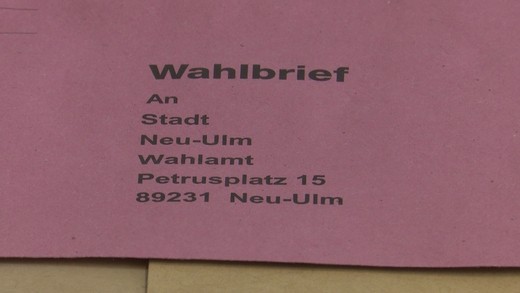 Wahlbrief
An
Stadt
Neu-Ulm
Wahlamt
Petrusplatz 15
89231 Neu-Ulm